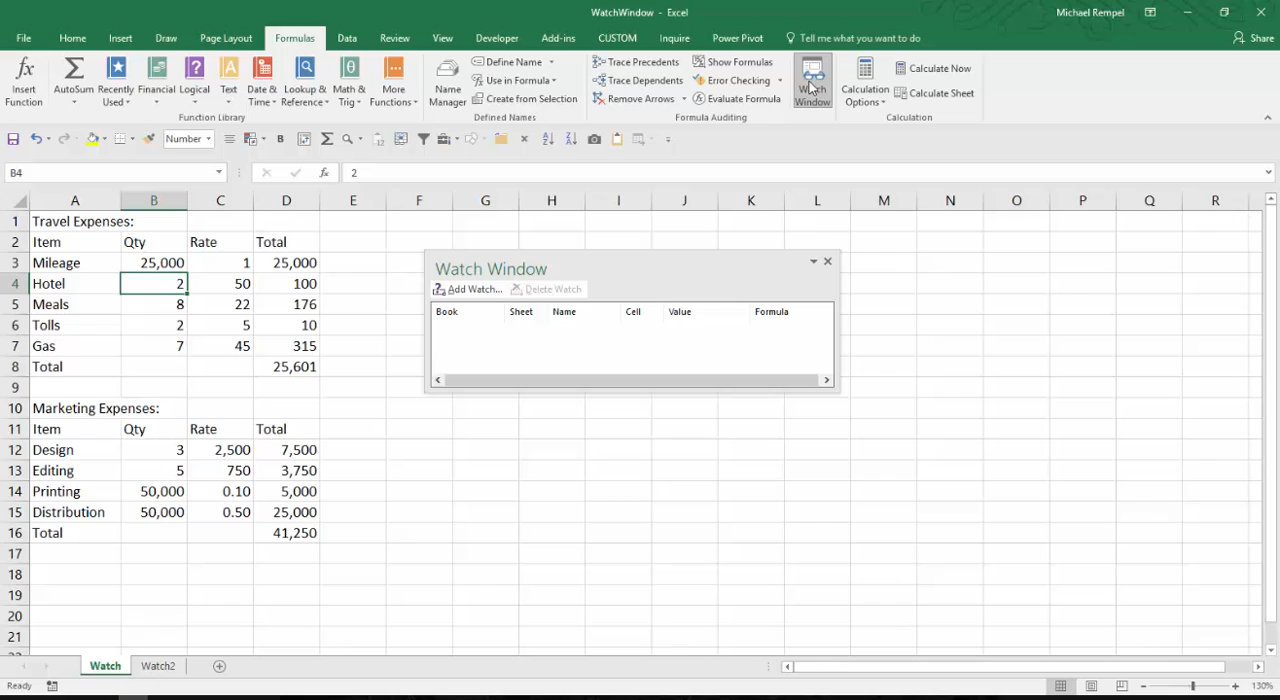 WatchWindow - Excel
Michael Rempel
File Home Insert Draw Page Layout Formulas Data Review View Developer Add-ins CUSTOM Inquire Power Pivot Tell me what you want to do Share
Insert Function
AutoSum
Recently Used
Financial
Logical
Text
Date & Time
Lookup & Reference
Math & Trig
More Functions
Function Library
Name Manager
Define Name
Use in Formula
Create from Selection
Defined Names
Trace Precedents
Trace Dependents
Remove Arrows
Show Formulas
Error Checking
Evaluate Formula
Formula Auditing
Watch Window
Calculation Options
Calculate Now
Calculate Sheet
Calculation
Number
B4 fx 2
A B C D E F G H I J K L M N O P Q R
1 Travel Expenses:
2 Item Qty Rate Total
3 Mileage 25,000 1 25,000
4 Hotel 2 50 100
5 Meals 8 22 176
6 Tolls 2 5 10
7 Gas 7 45 315
8 Total 25,601
9
10 Marketing Expenses:
11 Item Qty Rate Total
12 Design 3 2,500 7,500
13 Editing 5 750 3,750
14 Printing 50,000 0.10 5,000
15 Distribution 50,000 0.50 25,000
16 Total 41,250
17
18
19
20
21
Watch Window
Add Watch... Delete Watch
Book Sheet Name Cell Value Formula
Watch Watch2
Ready
130%